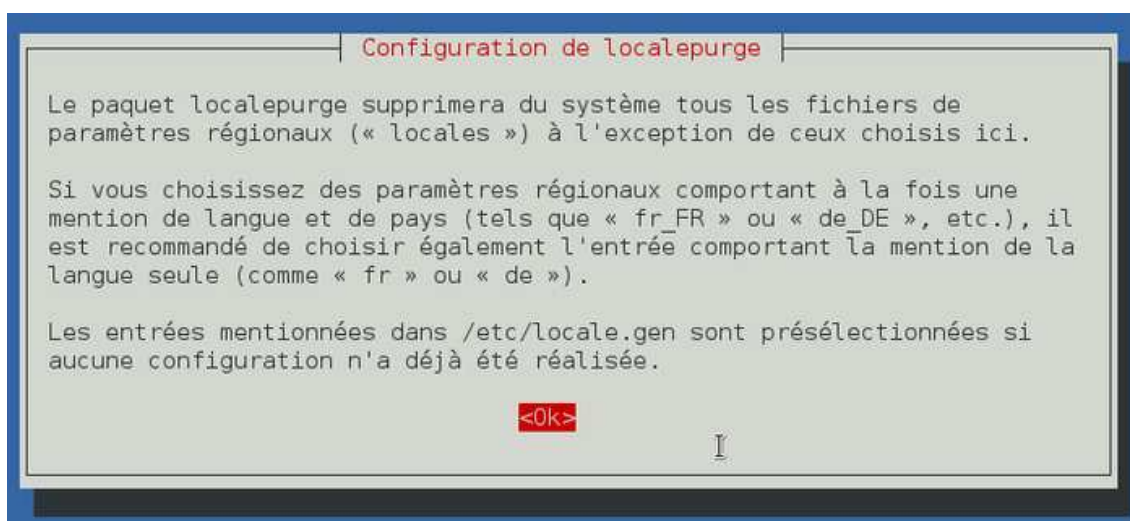 Configuration de localepurge
Le paquet localepurge supprimera du système tous les fichiers de
paramètres régionaux (« locales ») à l'exception de ceux choisis ici.
Si vous choisissez des paramètres régionaux comportant à la fois une
mention de langue et de pays (tels que « fr_FR » ou « de_DE », etc.), il
est recommandé de choisir également l'entrée comportant la mention de la
langue seule (comme « fr » ou « de »).
Les entrées mentionnées dans /etc/locale.gen sont présélectionnées si
aucune configuration n'a déjà été réalisée.
<Ok>